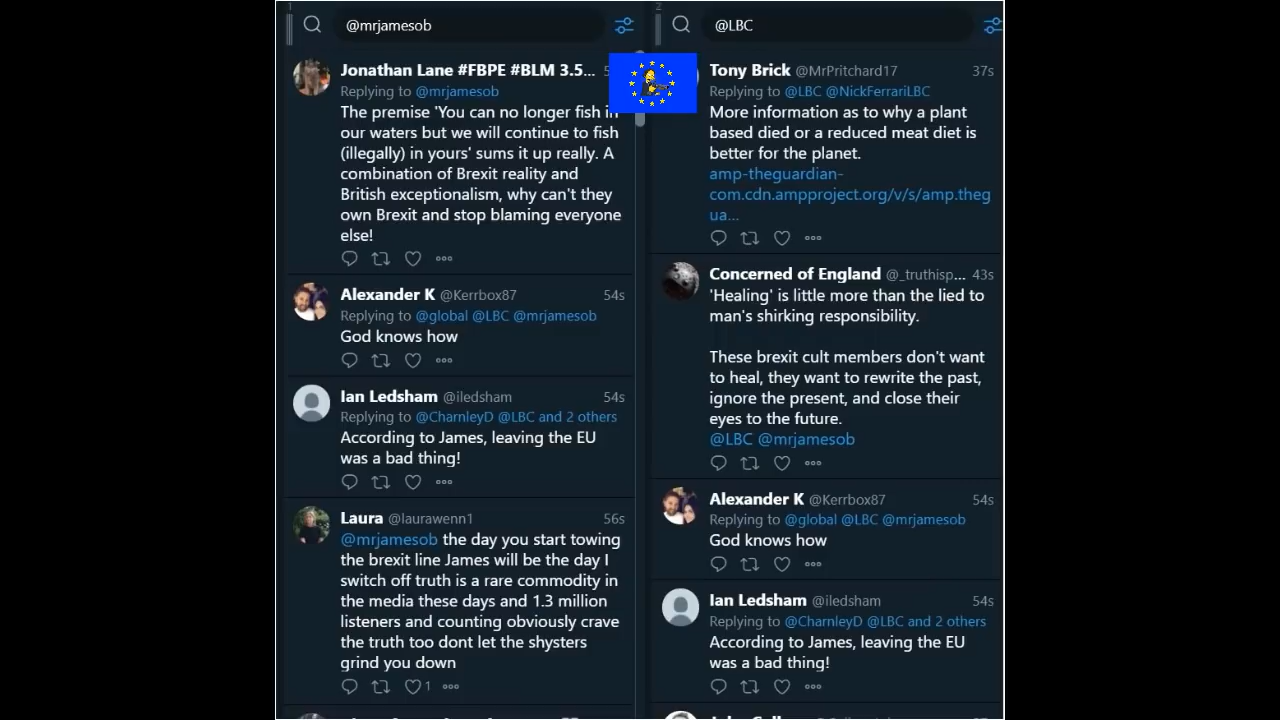 1
@mrjamesob
Jonathan Lane #FBPE #BLM 3.5...
Replying to @mrjamesob
The premise 'You can no longer fish in
our waters but we will continue to fish
(illegally) in yours' sums it up really. A
combination of Brexit reality and
British exceptionalism, why can't they
own Brexit and stop blaming everyone
else!
Alexander K @Kerrbox87 54s
Replying to @global @LBC @mrjamesob
God knows how
Ian Ledsham @iledsham 54s
Replying to @CharnleyD @LBC and 2 others
According to James, leaving the EU
was a bad thing!
Laura @laurawenn1 56s
@mrjamesob the day you start towing
the brexit line James will be the day I
switch off truth is a rare commodity in
the media these days and 1.3 million
listeners and counting obviously crave
the truth too dont let the shysters
grind you down
1
2
@LBC
Tony Brick @MrPritchard17 37s
Replying to @LBC @NickFerrariLBC
More information as to why a plant
based died or a reduced meat diet is
better for the planet.
amp-theguardian-
com.cdn.ampproject.org/v/s/amp.theg
ua...
Concerned of England @_truthisp... 43s
'Healing' is little more than the lied to
man's shirking responsibility.
These brexit cult members don't want
to heal, they want to rewrite the past,
ignore the present, and close their
eyes to the future.
@LBC @mrjamesob
Alexander K @Kerrbox87 54s
Replying to @global @LBC @mrjamesob
God knows how
Ian Ledsham @iledsham 54s
Replying to @CharnleyD @LBC and 2 others
According to James, leaving the EU
was a bad thing!